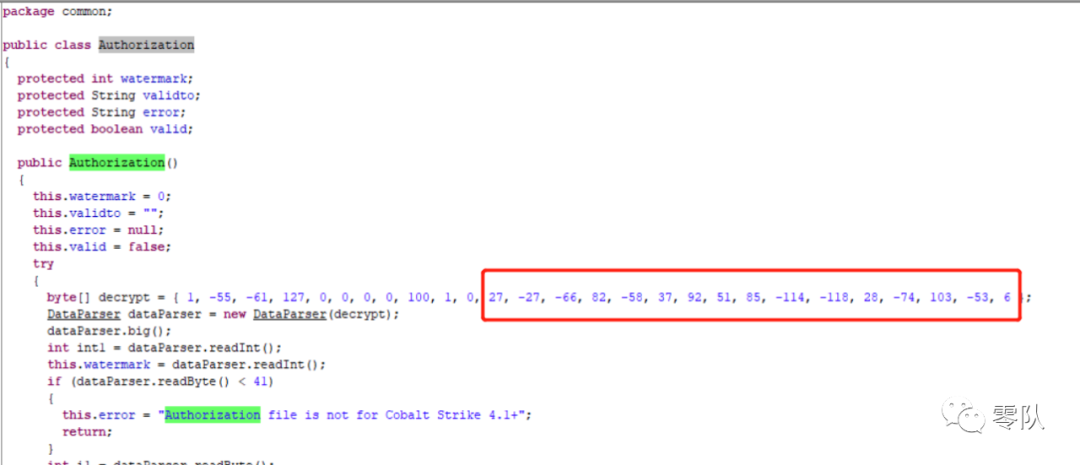 package common;
public class Authorization
{
protected int watermark;
protected String validto;
protected String error;
protected boolean valid;
public Authorization()
{
this.watermark = 0;
this.validto = "";
this.error = null;
this.valid = false;
try
{
byte[] decrypt = { 1, -55, -61, 127, 0, 0, 0, 0, 100, 1, 0, 27, -27, -66, 82, -58, 37, 92, 51, 85, -114, -118, 28, -74, 103, -53, 6 };
DataParser dataParser = new DataParser(decrypt);
dataParser.big();
int int1 = dataParser.readInt();
this.watermark = dataParser.readInt();
if (dataParser.readByte() < 41)
{
this.error = "Authorization file is not for Cobalt Strike 4.1+";
return;
}
int i1 = dataParser.readByte();
零队